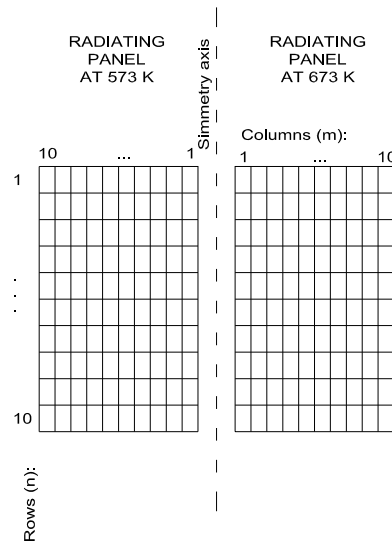 RADIATING
PANEL
AT 573 K
Simmetry axis
RADIATING
PANEL
AT 673 K
Columns (m):
10 ... 1
1 ... 10
1
. . .
10
Rows (n):